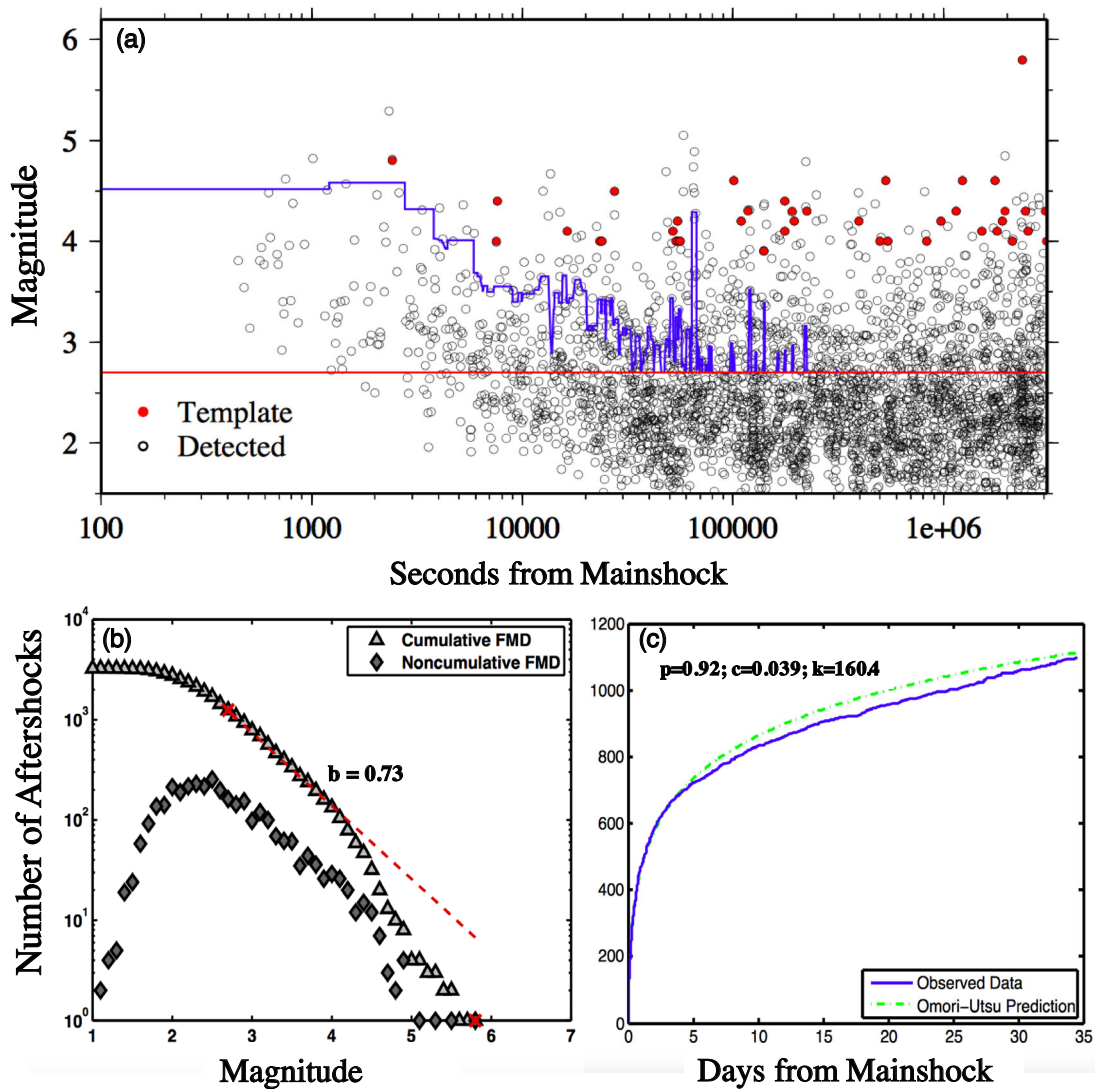 (a)
Magnitude
6
5
4
3
2
Template
Detected
100 1000 10000 100000 1e+06
Seconds from Mainshock
(b)
Number of Aftershocks
10^4
10^3
10^2
10^1
10^0
Cumulative FMD
Noncumulative FMD
b = 0.73
1 2 3 4 5 6 7
Magnitude
(c)
1200
1000
800
600
400
200
0
p=0.92; c=0.039; k=160.4
Observed Data
Omori-Utsu Prediction
0 5 10 15 20 25 30 35
Days from Mainshock